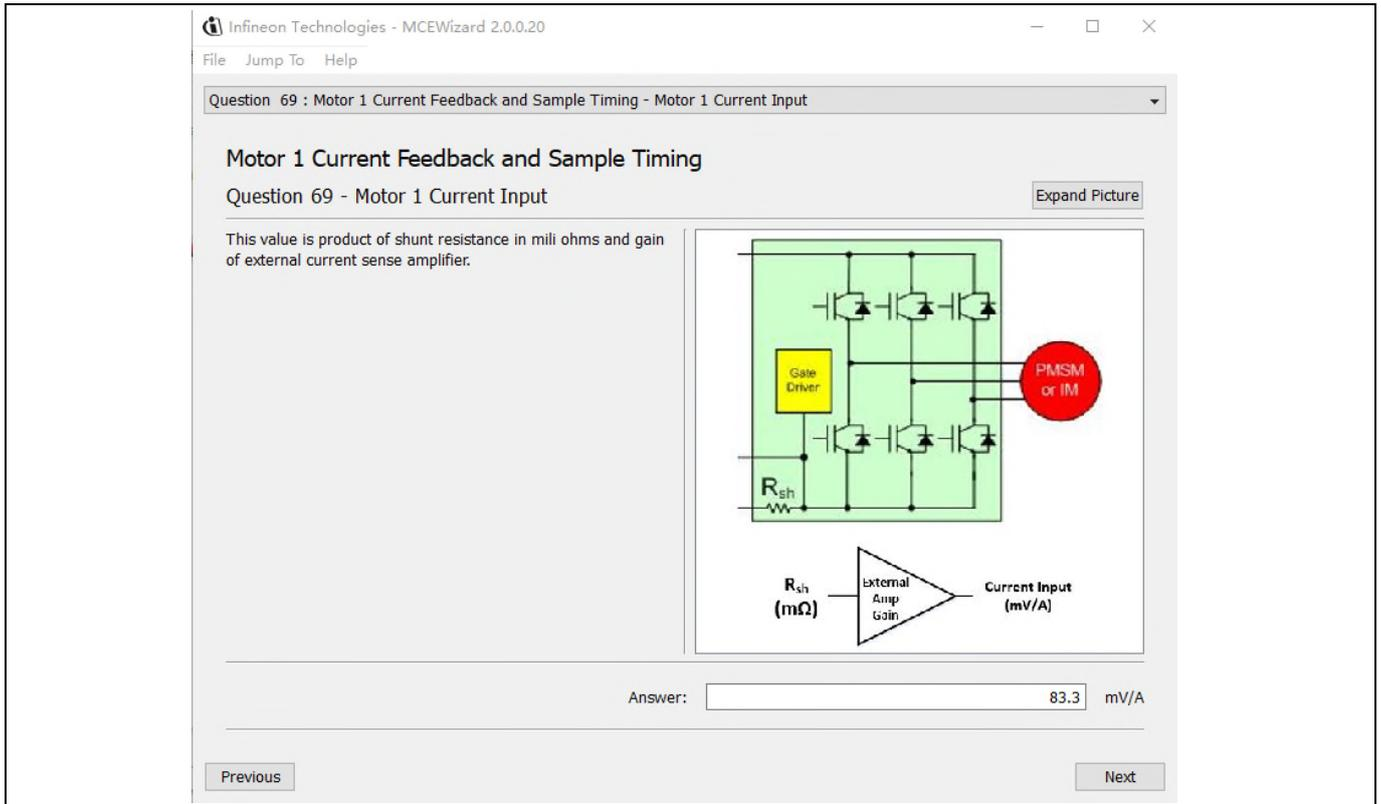 Infineon Technologies - MCEWizard 2.0.0.20
File Jump To Help
Question 69 : Motor 1 Current Feedback and Sample Timing - Motor 1 Current Input
Motor 1 Current Feedback and Sample Timing
Question 69 - Motor 1 Current Input
Expand Picture
This value is product of shunt resistance in mili ohms and gain
of external current sense amplifier.
Gate
Driver
PMSM
or IM
Rsh
Rsh
(mΩ)
External
Amp
Gain
Current Input
(mV/A)
Answer:
83.3 mV/A
Previous
Next